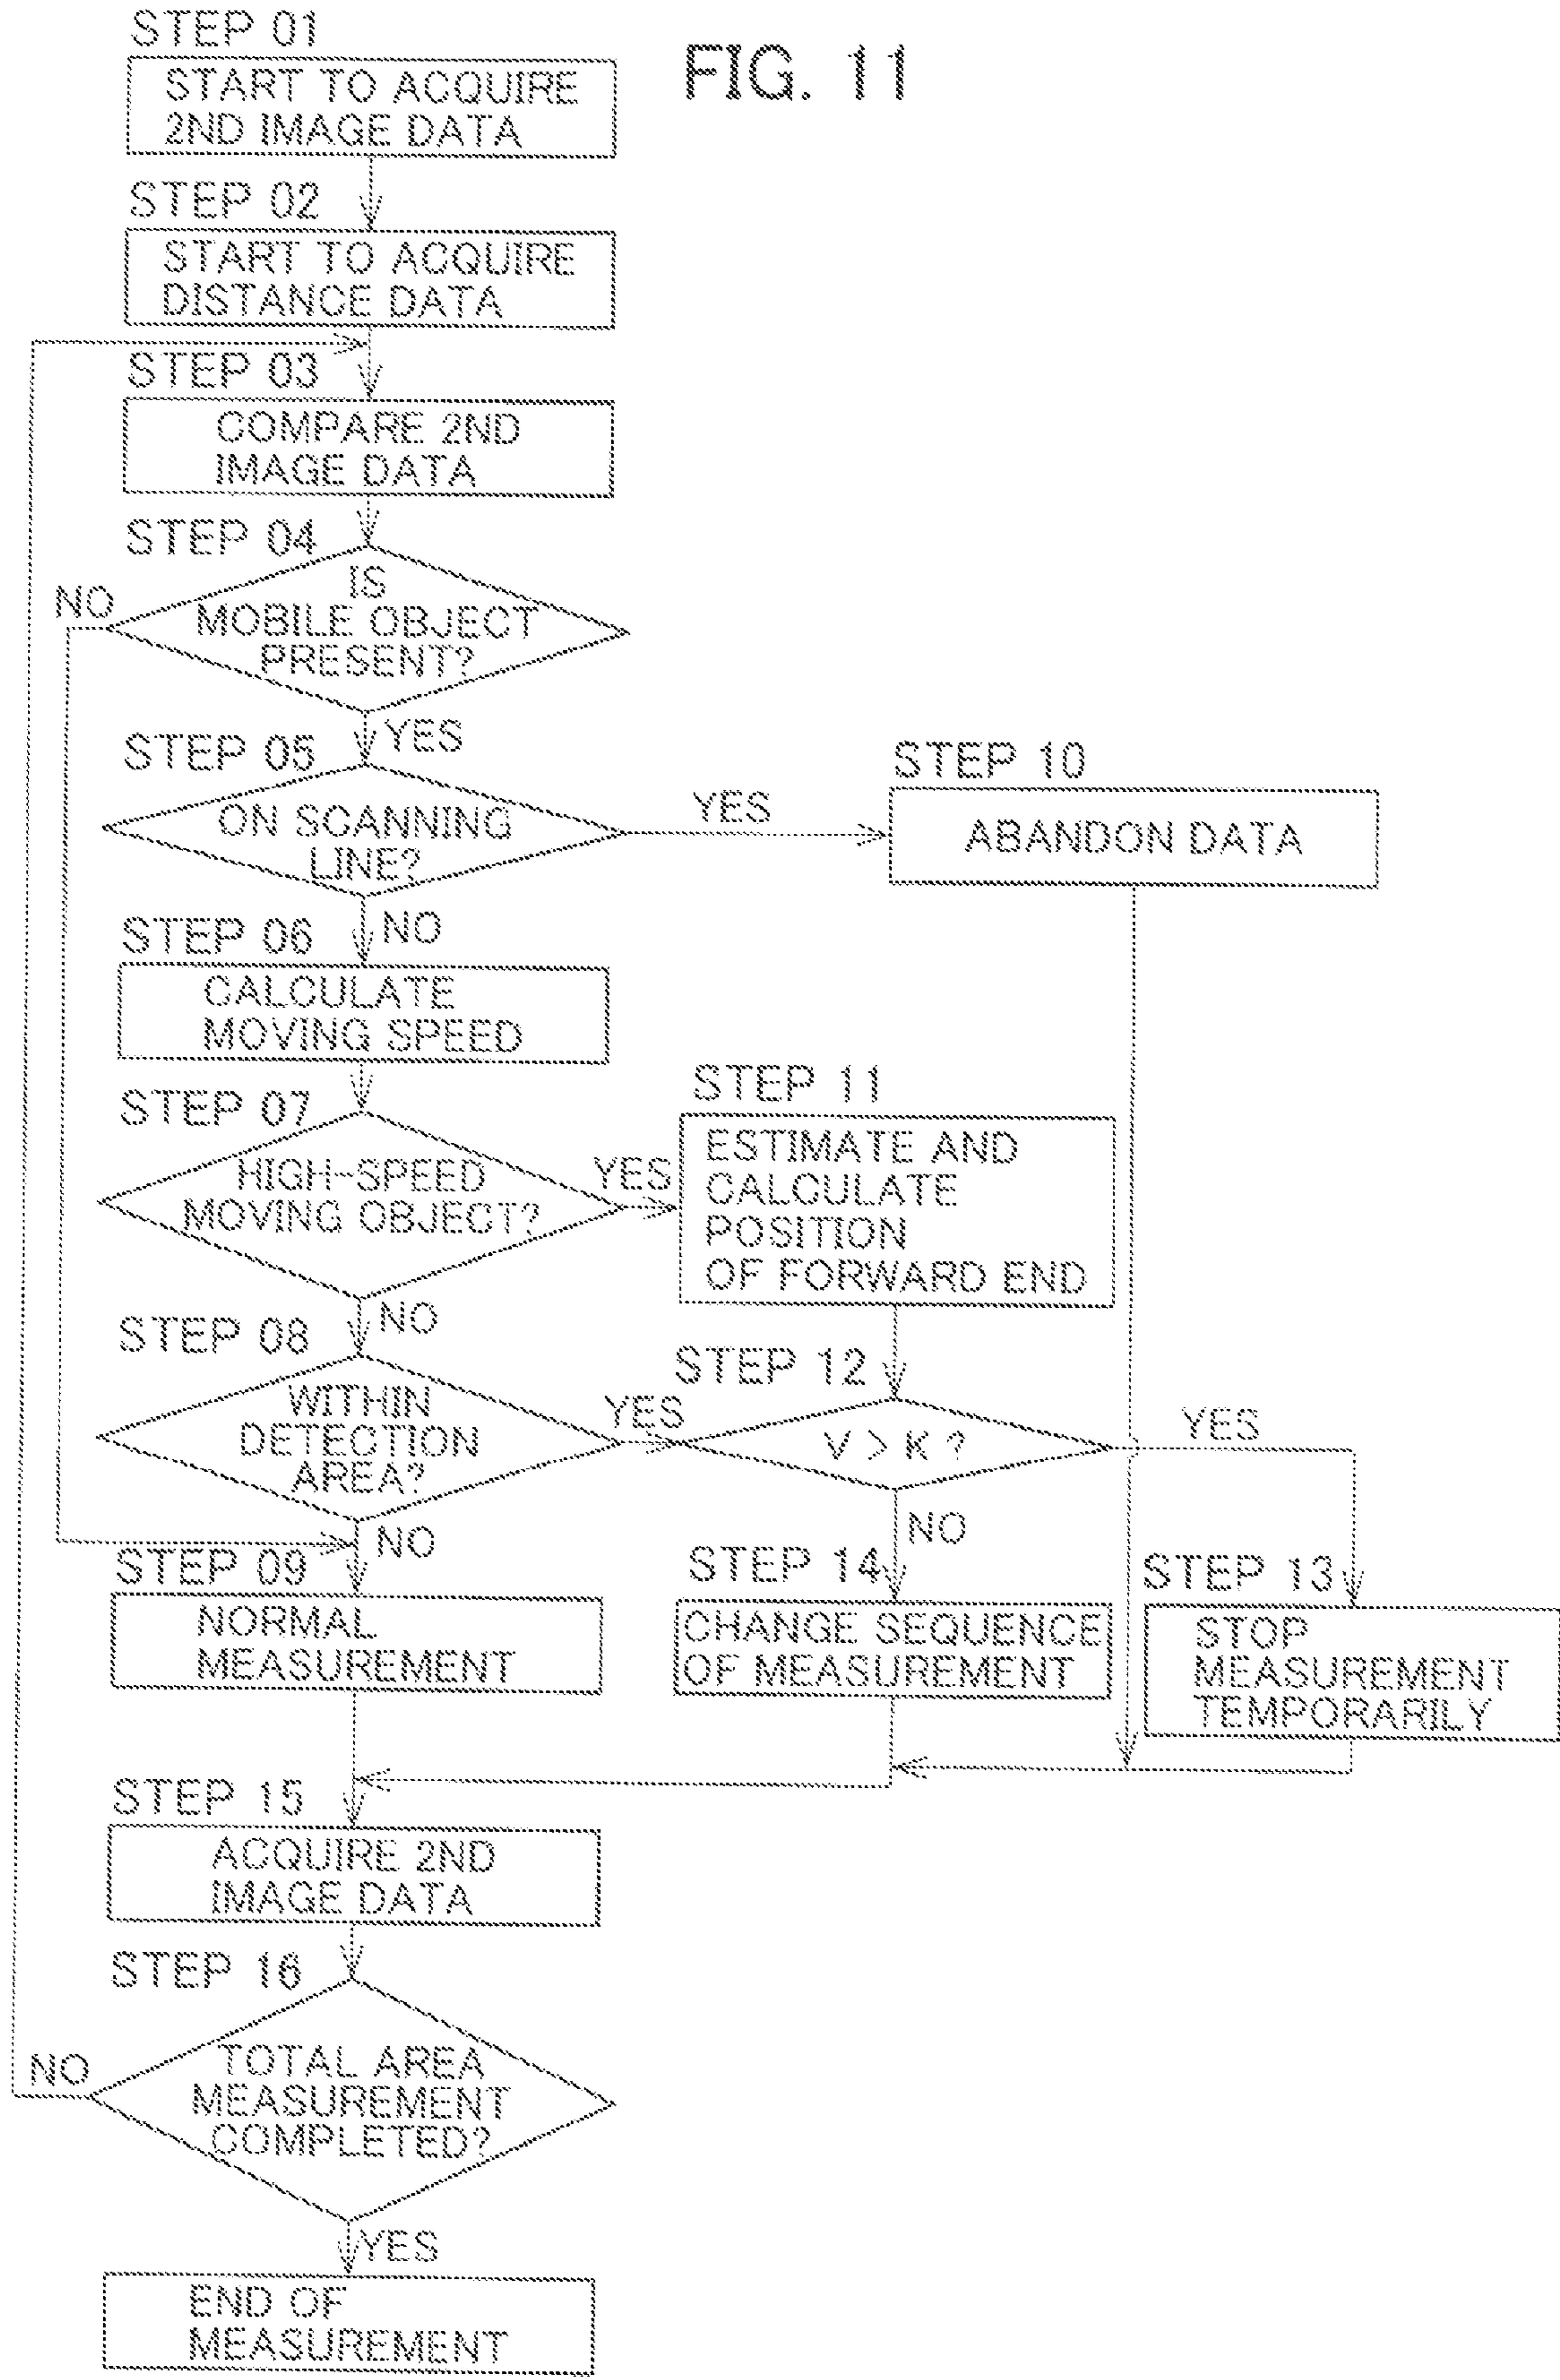 FIG. 11
STEP 01
START TO ACQUIRE
2ND IMAGE DATA
STEP 02
START TO ACQUIRE
DISTANCE DATA
STEP 03
COMPARE 2ND
IMAGE DATA
STEP 04
IS
MOBILE OBJECT
PRESENT?
NO
YES
STEP 05
ON SCANNING
LINE?
YES
NO
STEP 10
ABANDON DATA
STEP 06
CALCULATE
MOVING SPEED
STEP 07
HIGH-SPEED
MOVING OBJECT?
YES
NO
STEP 11
ESTIMATE AND
CALCULATE
POSITION
OF FORWARD END
STEP 08
WITHIN
DETECTION
AREA?
YES
NO
STEP 12
V > K ?
YES
NO
STEP 09
NORMAL
MEASUREMENT
STEP 14
CHANGE SEQUENCE
OF MEASUREMENT
STEP 13
STOP
MEASUREMENT
TEMPORARILY
STEP 15
ACQUIRE 2ND
IMAGE DATA
STEP 16
TOTAL AREA
MEASUREMENT
COMPLETED?
NO
YES
END OF
MEASUREMENT